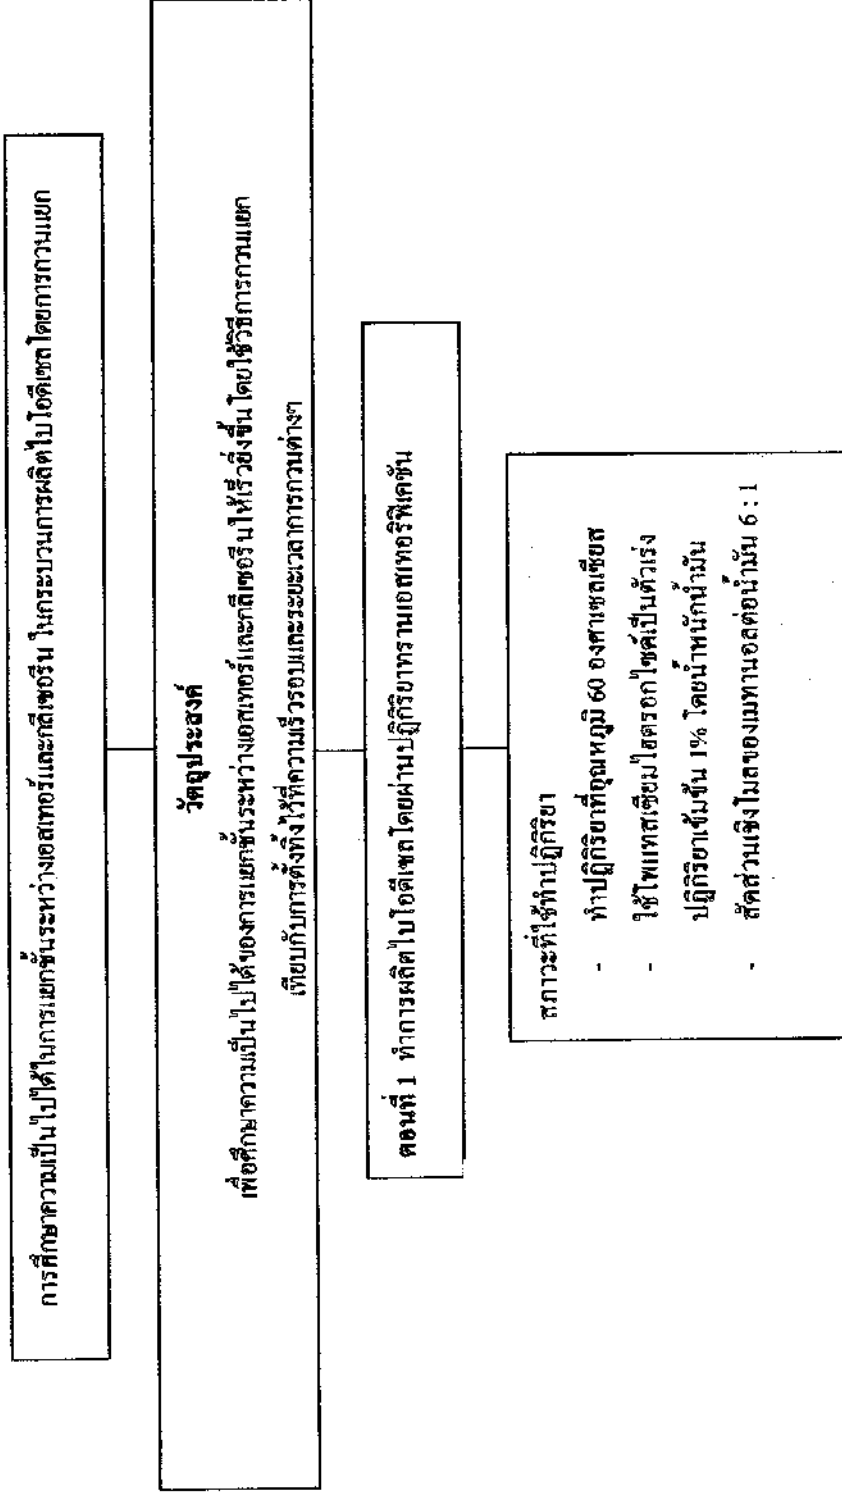 การศึกษาความเป็นไปได้ในการแยกชั้นระหว่างเอสเทอร์และกลีเซอรีน ในกระบวนการผลิตไบโอดีเซลโดยการกวนแยก
วัตถุประสงค์
เพื่อศึกษาความเป็นไปได้ของการแยกชั้นระหว่างเอสเทอร์และกลีเซอรีนให้เร็วยิ่งขึ้นโดยใช้วิธีการกวนแยก
เทียบกับการตั้งทิ้งไว้ที่ความเร็วรอบและระยะเวลาการกวนต่างๆ
ตอนที่ 1 ทำการผลิตไบโอดีเซลโดยผ่านปฏิกิริยาทรานเอสเทอริฟิเคชัน
สภาวะที่ใช้ทำปฏิกิริยา
- ทำปฏิกิริยาที่อุณหภูมิ 60 องศาเซลเซียส
- ใช้โพแทสเซียมไฮดรอกไซด์เป็นตัวเร่ง
ปฏิกิริยาเข้มข้น 1% โดยน้ำหนักน้ำมัน
- สัดส่วนเชิงโมลของเมทานอลต่อน้ำมัน 6 : 1